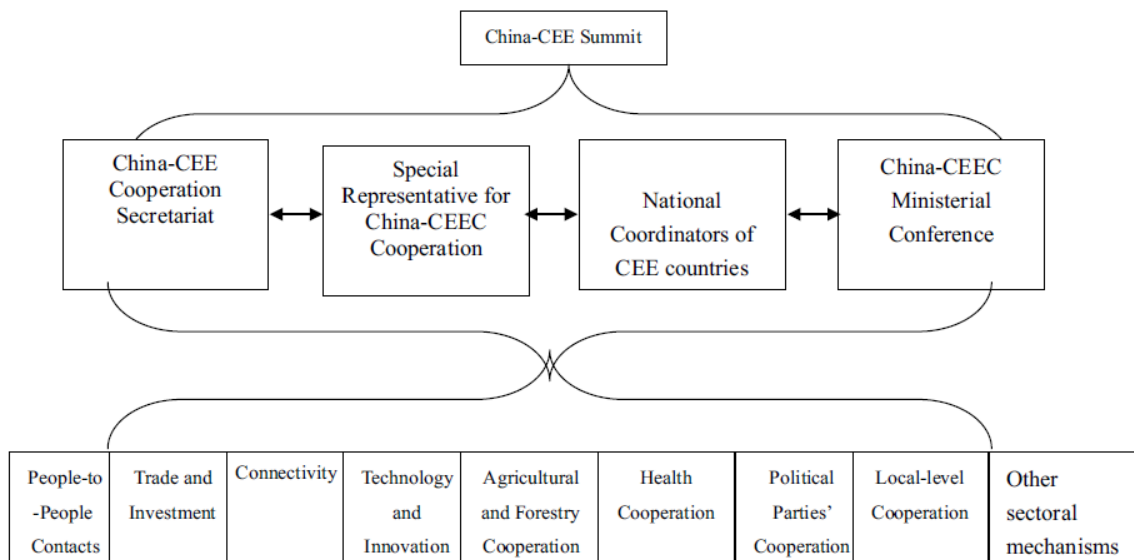 China-CEE Summit
China-CEE
Cooperation
Secretariat
Special
Representative for
China-CEEC
Cooperation
National
Coordinators of
CEE countries
China-CEEC
Ministerial
Conference
People-to
-People
Contacts
Trade and
Investment
Connectivity
Technology
and
Innovation
Agricultural
and Forestry
Cooperation
Health
Cooperation
Political
Parties’
Cooperation
Local-level
Cooperation
Other
sectoral
mechanisms